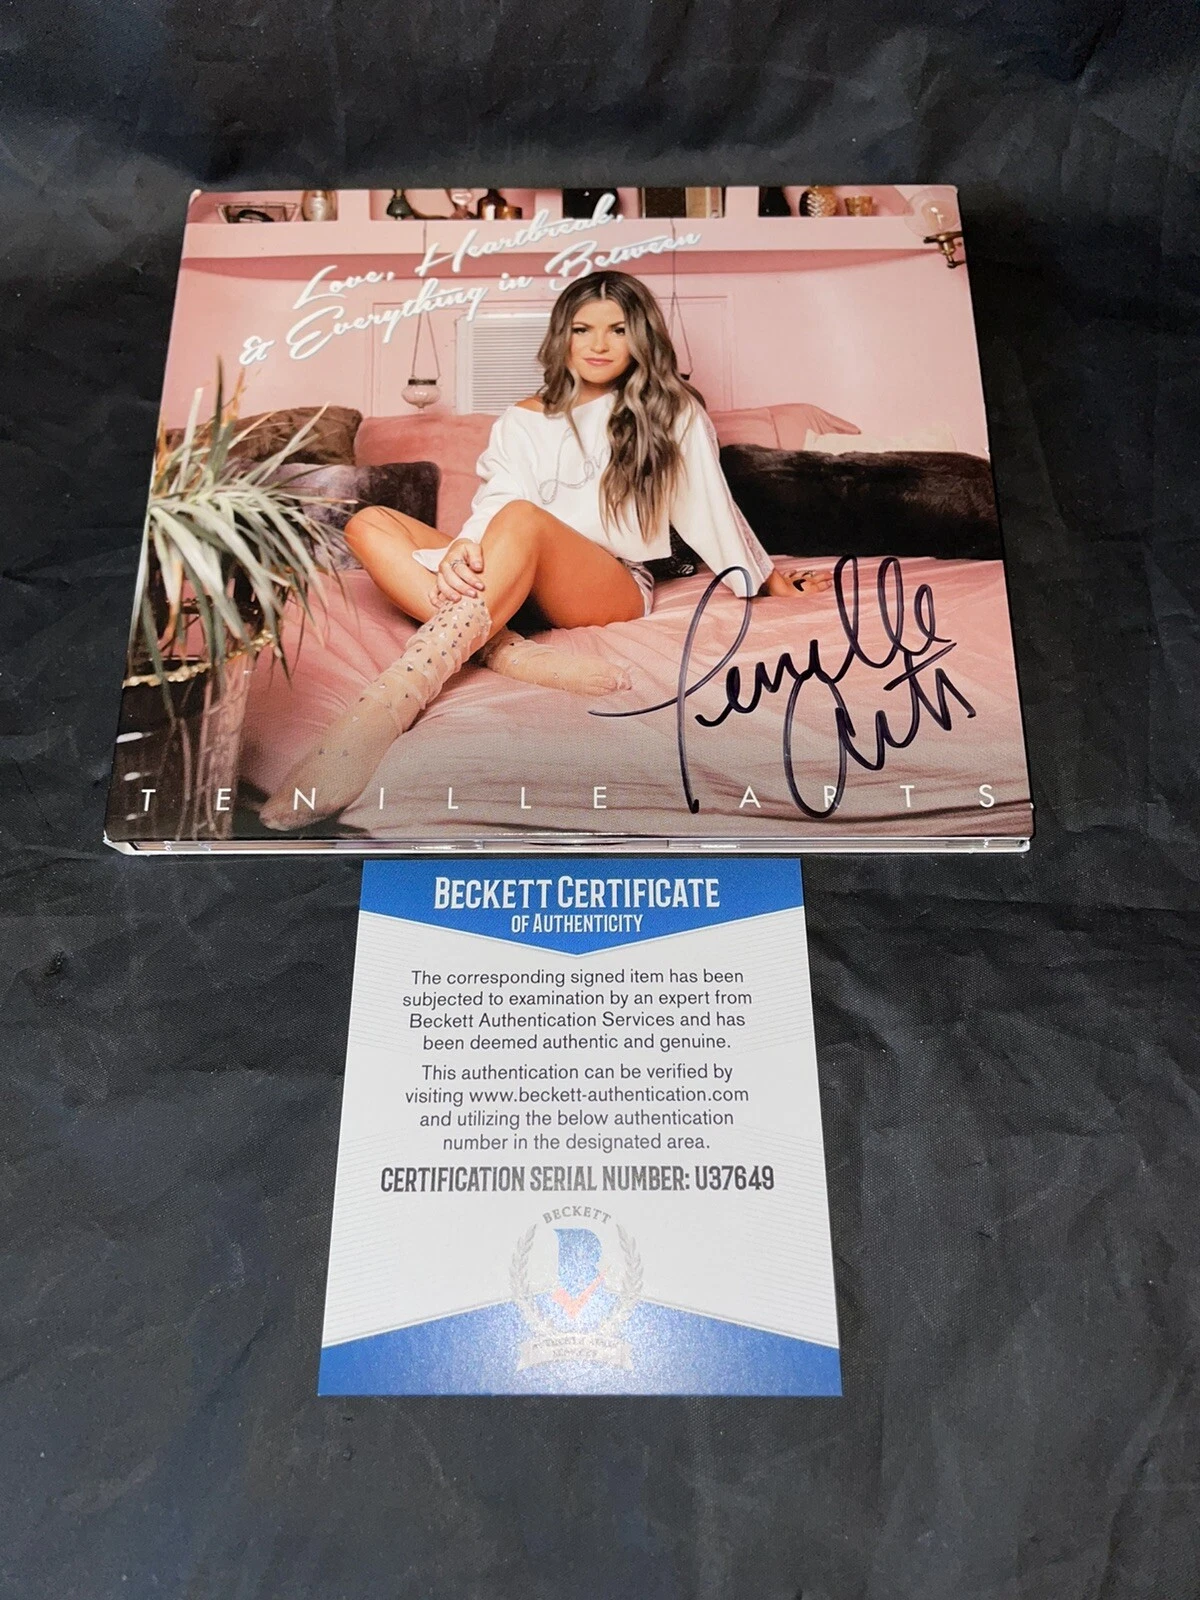 Love, Heartbreak,
& Everything in Between
Love
Tenille
Arts
TENILLE ARTS
BECKETT CERTIFICATE
OF AUTHENTICITY
The corresponding signed item has been
subjected to examination by an expert from
Beckett Authentication Services and has
been deemed authentic and genuine.
This authentication can be verified by
visiting www.beckett-authentication.com
and utilizing the below authentication
number in the designated area.
CERTIFICATION SERIAL NUMBER: U37649
BECKETT
B